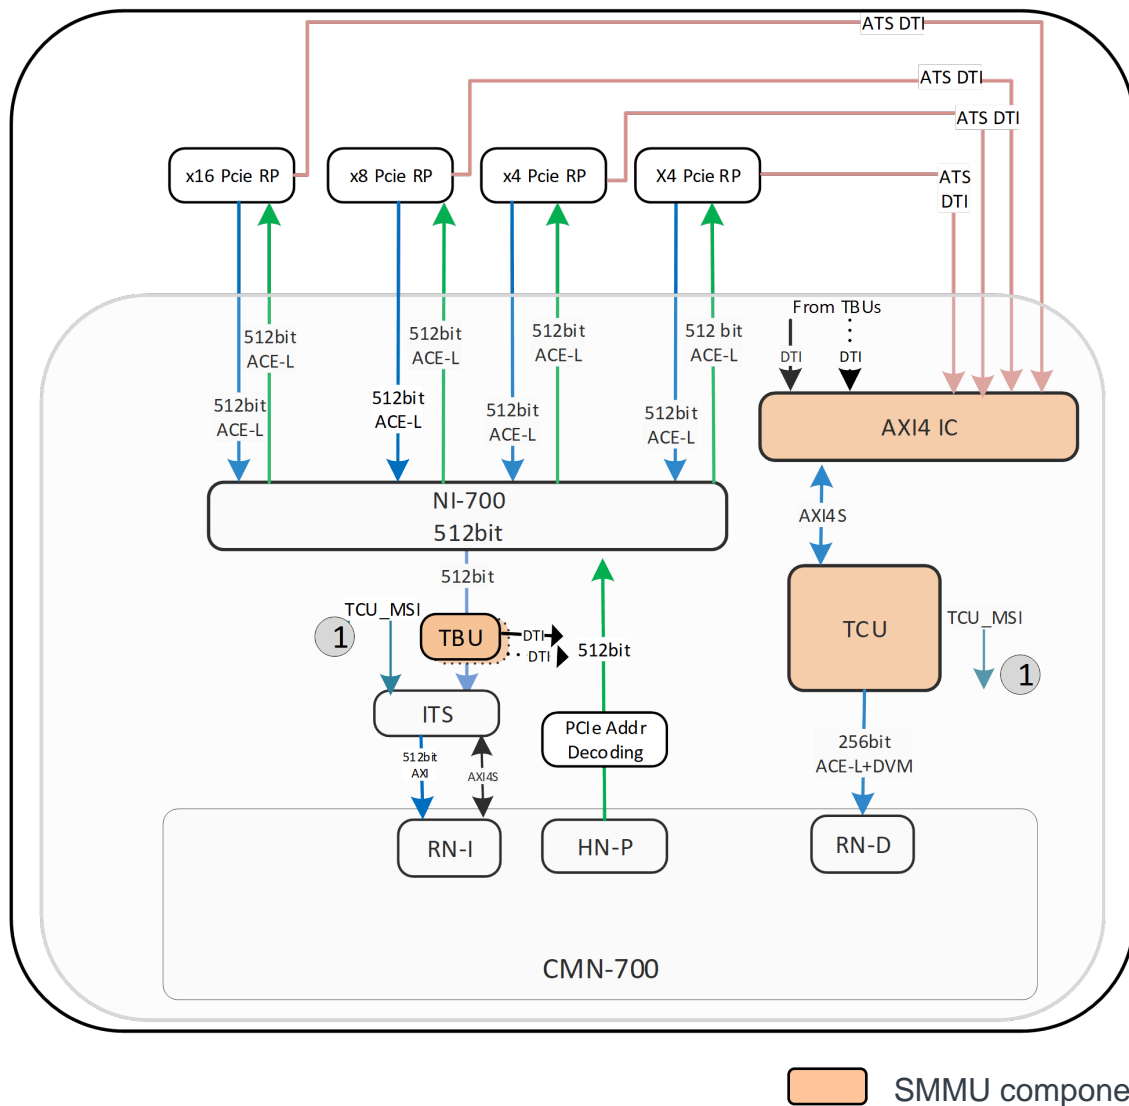 ATS DTI
ATS DTI
ATS DTI
x16 Pcie RP
x8 Pcie RP
x4 Pcie RP
X4 Pcie RP
ATS
DTI
From TBUs
DTI
DTI
512bit
ACE-L
512bit
ACE-L
512bit
ACE-L
512 bit
ACE-L
512bit
ACE-L
512bit
ACE-L
512bit
ACE-L
512bit
ACE-L
AXI4 IC
NI-700
512bit
AXI4S
512bit
TCU_MSI
1
TBU
DTI
DTI
512bit
TCU
TCU_MSI
1
ITS
PCIe Addr
Decoding
512bit
AXI
AXI4S
256bit
ACE-L+DVM
RN-I
HN-P
RN-D
CMN-700
SMMU compone